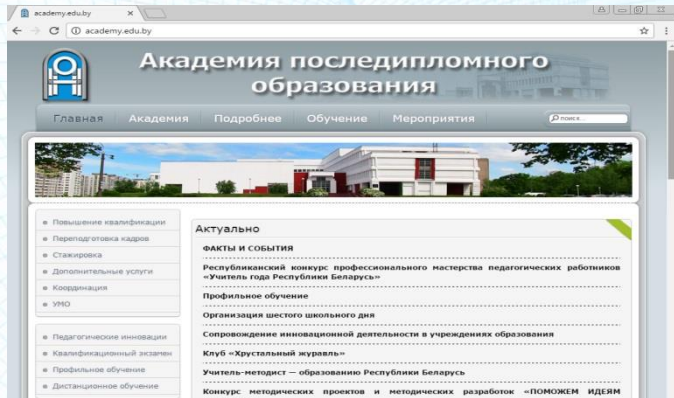 academy.edu.by
academy.edu.by
Академия последипломного
образования
Главная Академия Подробнее Обучение Мероприятия поиск...
Повышение квалификации
Переподготовка кадров
Стажировка
Дополнительные услуги
Координация
УМО
Педагогические инновации
Квалификационный экзамен
Профильное обучение
Дистанционное обучение
Актуально
ФАКТЫ И СОБЫТИЯ
Республиканский конкурс профессионального мастерства педагогических работников
«Учитель года Республики Беларусь»
Профильное обучение
Организация шестого школьного дня
Сопровождение инновационной деятельности в учреждениях образования
Клуб «Хрустальный журавль»
Учитель-методист — образованию Республики Беларусь
Конкурс методических проектов и методических разработок «ПОМОЖЕМ ИДЕЯМ